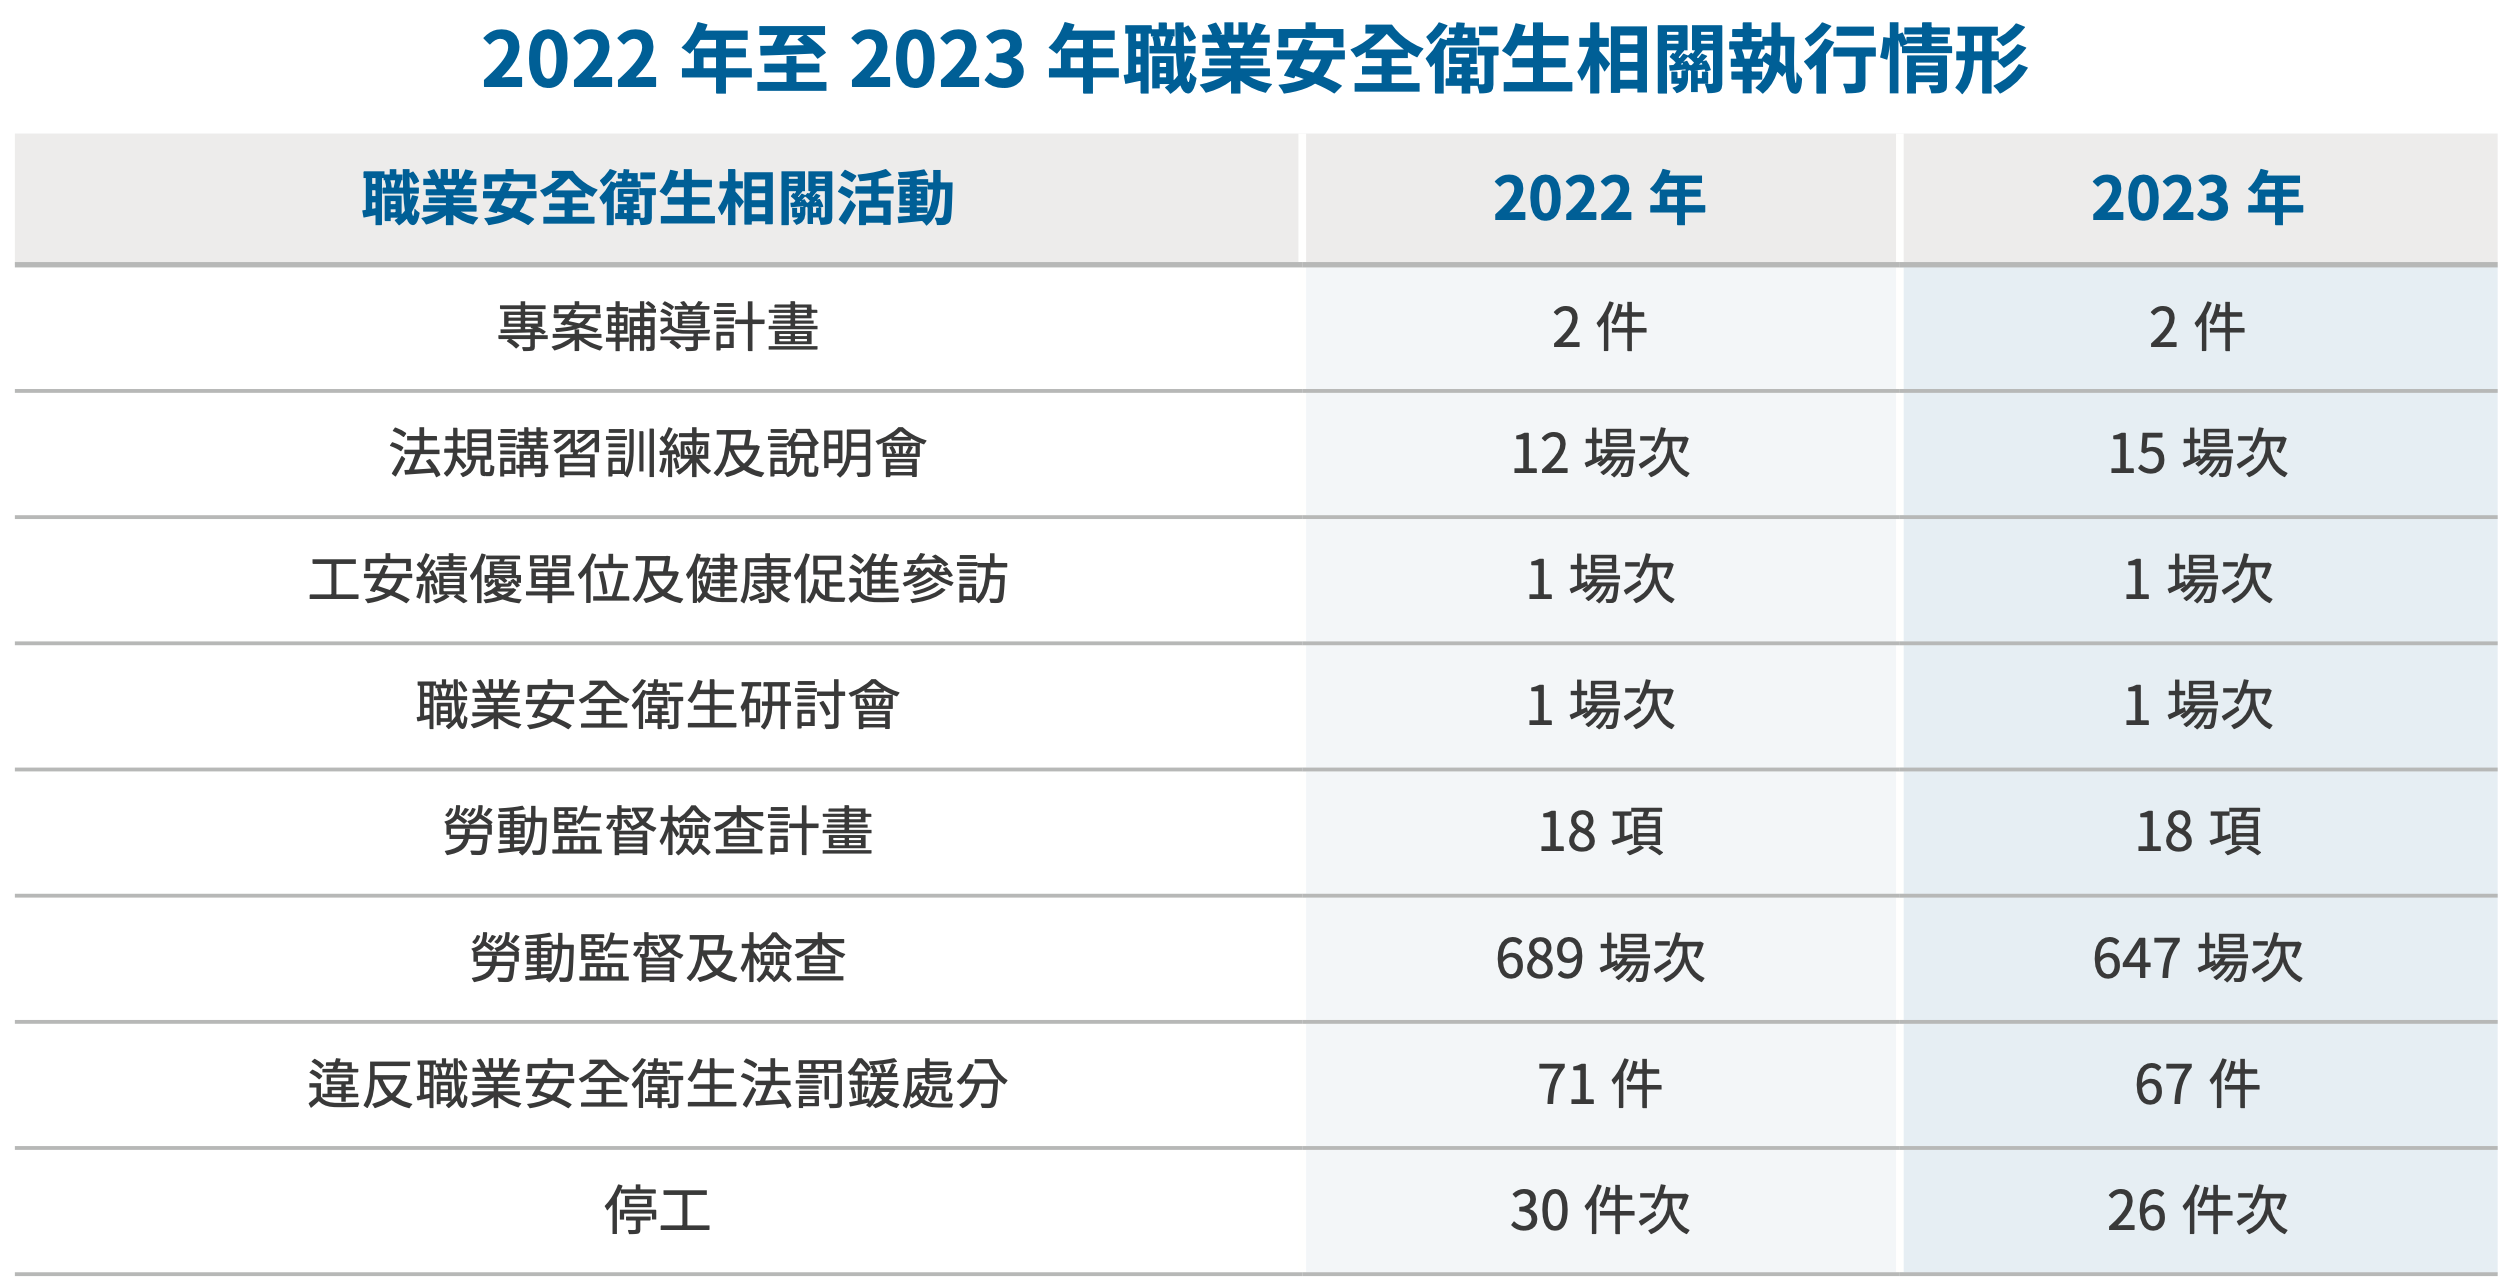 2022 年至 2023 年職業安全衛生相關執行情形
職業安全衛生相關活動 2022 年 2023 年
專案輔導計畫 2 件 2 件
法規講習訓練及說明會 12 場次 15 場次
工安績優單位及建築見學參訪 1 場次 1 場次
職業安全衛生研討會 1 場次 1 場次
勞動監督檢查計畫 18 項 18 項
勞動監督及檢查 689 場次 647 場次
違反職業安全衛生法罰鍰處分 71 件 67 件
停工 30 件次 26 件次